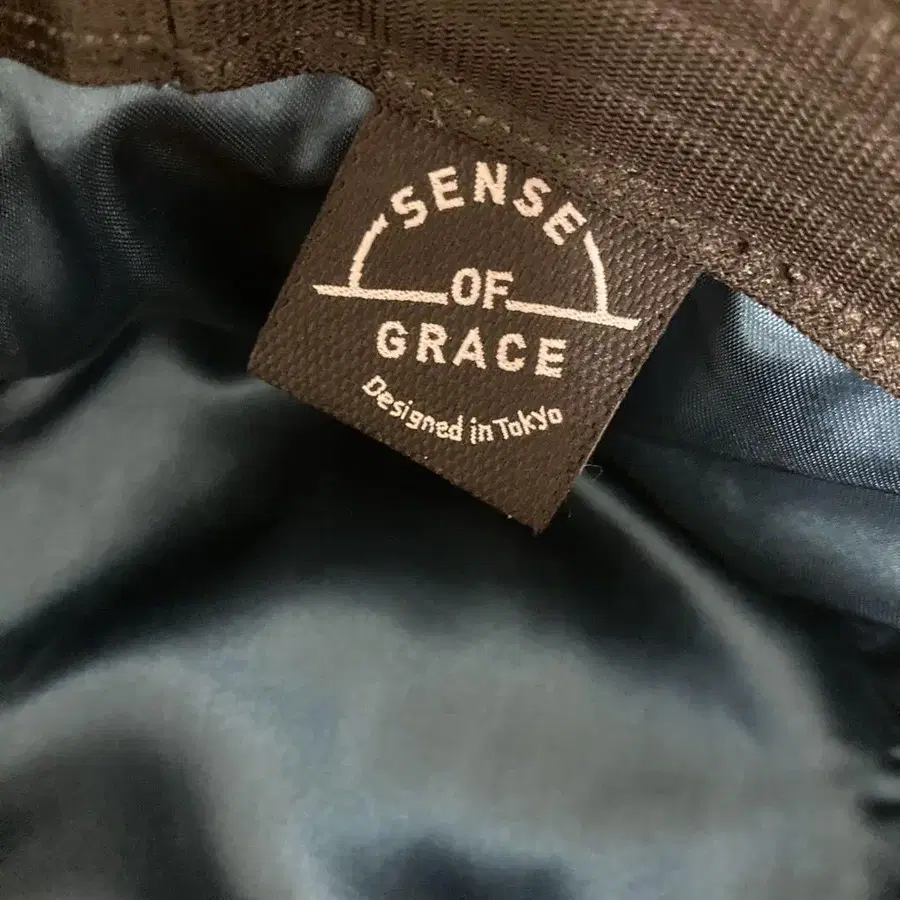 SENSE
OF
GRACE
Designed in Tokyo